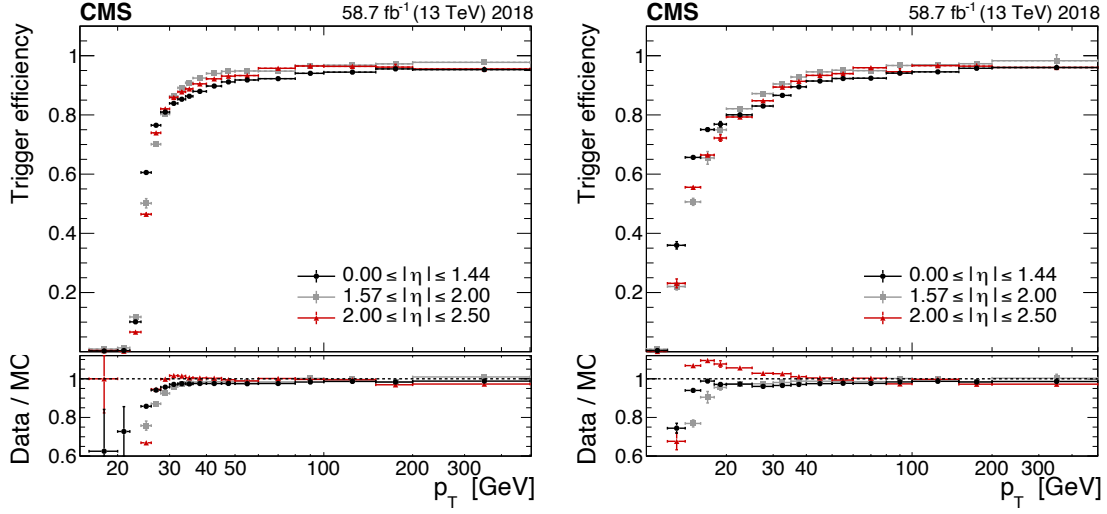 CMS 58.7 fb⁻¹ (13 TeV) 2018
Trigger efficiency
1
0.8
0.6
0.4
0.2
0.00 ≤ | η | ≤ 1.44
1.57 ≤ | η | ≤ 2.00
2.00 ≤ | η | ≤ 2.50
Data / MC
1
0.8
0.6
20 30 40 50 100 200 300
p_T [GeV]
CMS 58.7 fb⁻¹ (13 TeV) 2018
Trigger efficiency
1
0.8
0.6
0.4
0.2
0.00 ≤ | η | ≤ 1.44
1.57 ≤ | η | ≤ 2.00
2.00 ≤ | η | ≤ 2.50
Data / MC
1
0.8
0.6
20 30 40 100 200 300
p_T [GeV]